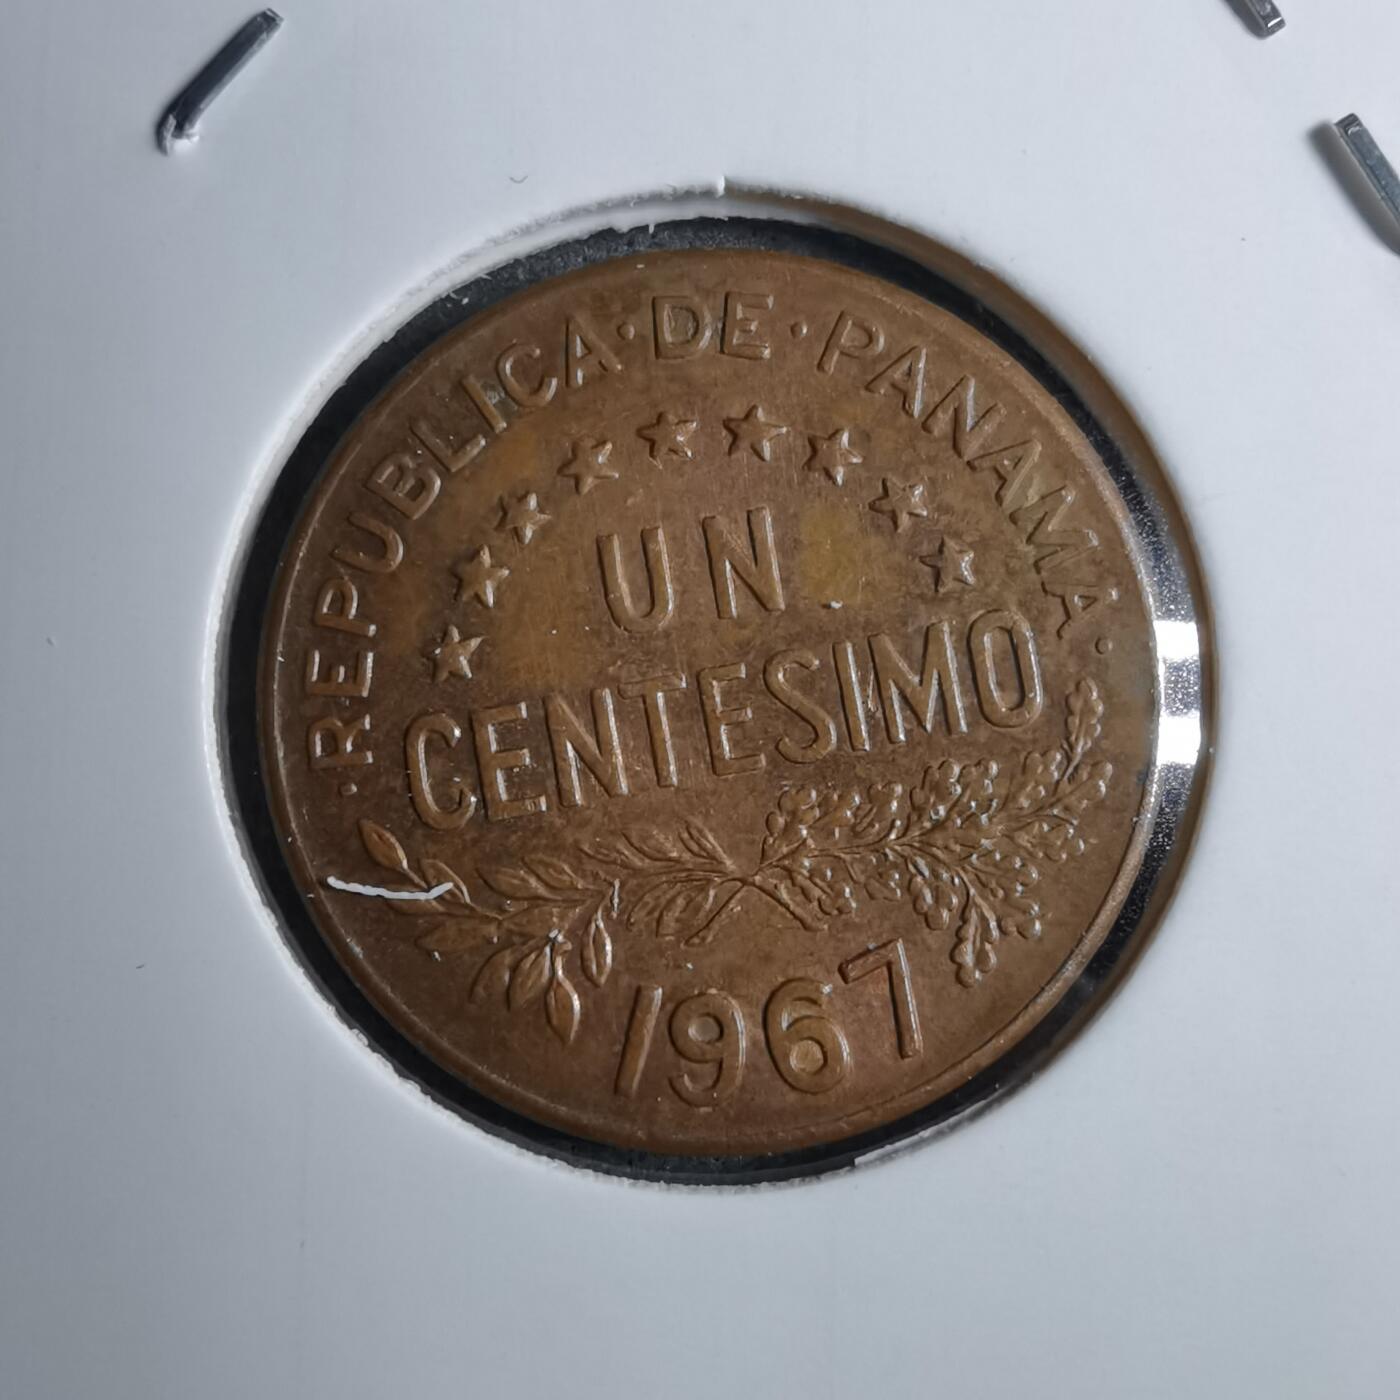 ·REPUBLICA·DE·PANAMA·
UN
CENTESIMO
1967